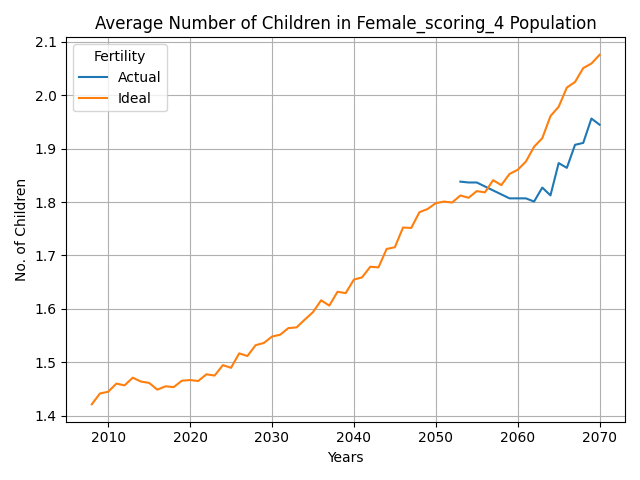 Average Number of Children in Female_scoring_4 Population
Fertility
Actual
Ideal
No. of Children
2.1
2.0
1.9
1.8
1.7
1.6
1.5
1.4
2010 2020 2030 2040 2050 2060 2070
Years